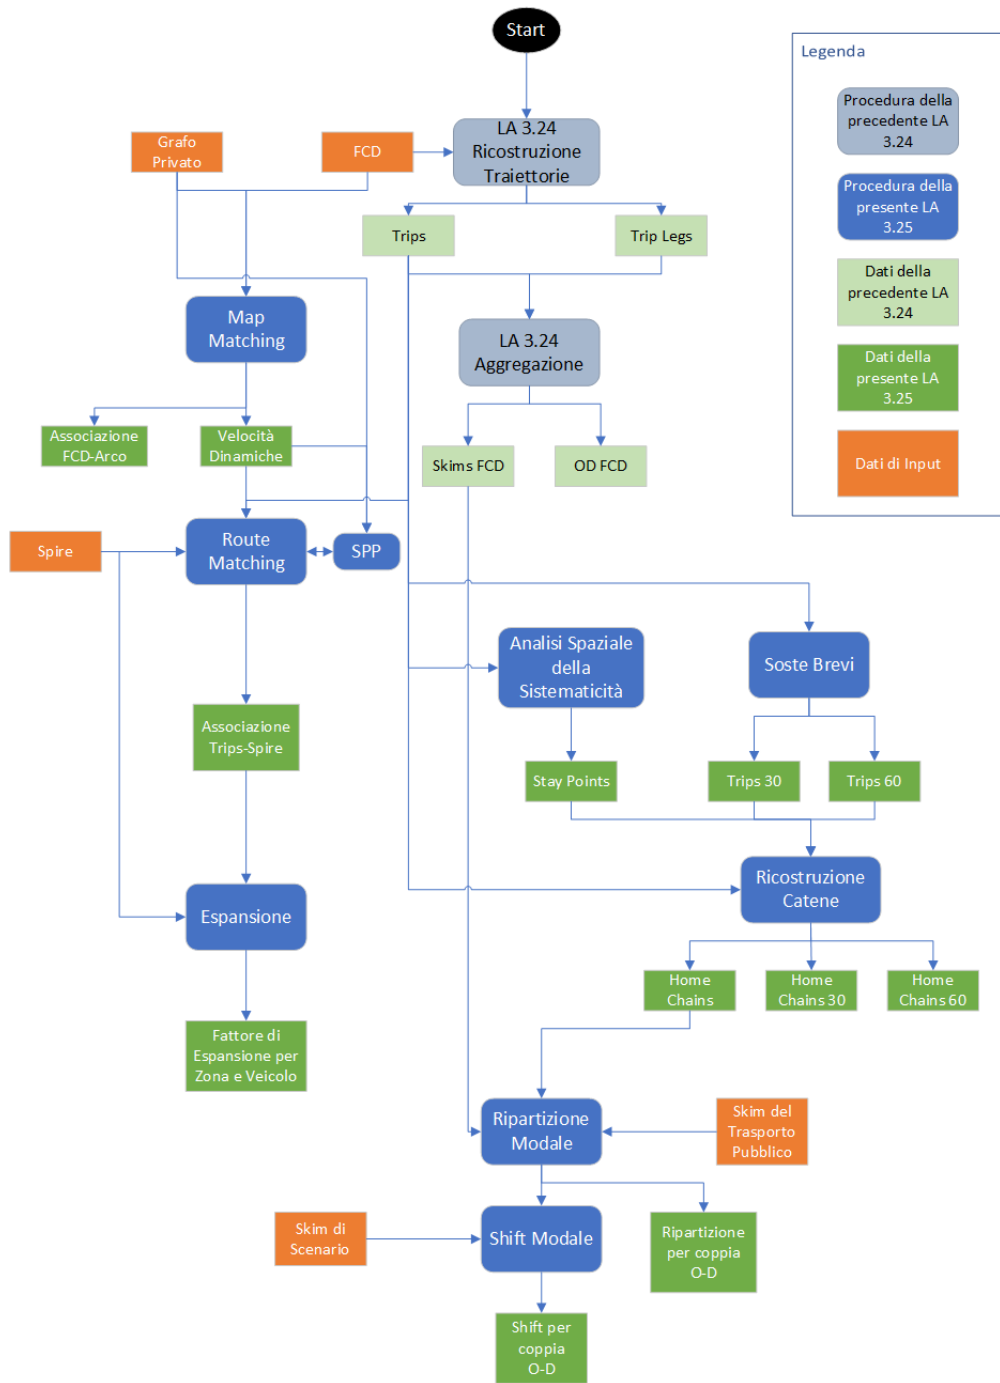 Start
Legenda
Procedura della
precedente LA
3.24
Procedura della
presente LA
3.25
Dati della
precedente LA
3.24
Dati della
presente LA
3.25
Dati di Input
Grafo
Privato
FCD
LA 3.24
Ricostruzione
Traiettorie
Trips
Trip Legs
Map
Matching
LA 3.24
Aggregazione
Associazione
FCD-Arco
Velocità
Dinamiche
Skims FCD
OD FCD
Spire
Route
Matching
SPP
Analisi Spaziale
della
Sistematicità
Soste Brevi
Associazione
Trips-Spire
Stay Points
Trips 30
Trips 60
Espansione
Ricostruzione
Catene
Home
Chains
Home
Chains 30
Home
Chains 60
Fattore di
Espansione per
Zona e Veicolo
Ripartizione
Modale
Skim del
Trasporto
Pubblico
Skim di
Scenario
Shift Modale
Ripartizione
per coppia
O-D
Shift per
coppia
O-D